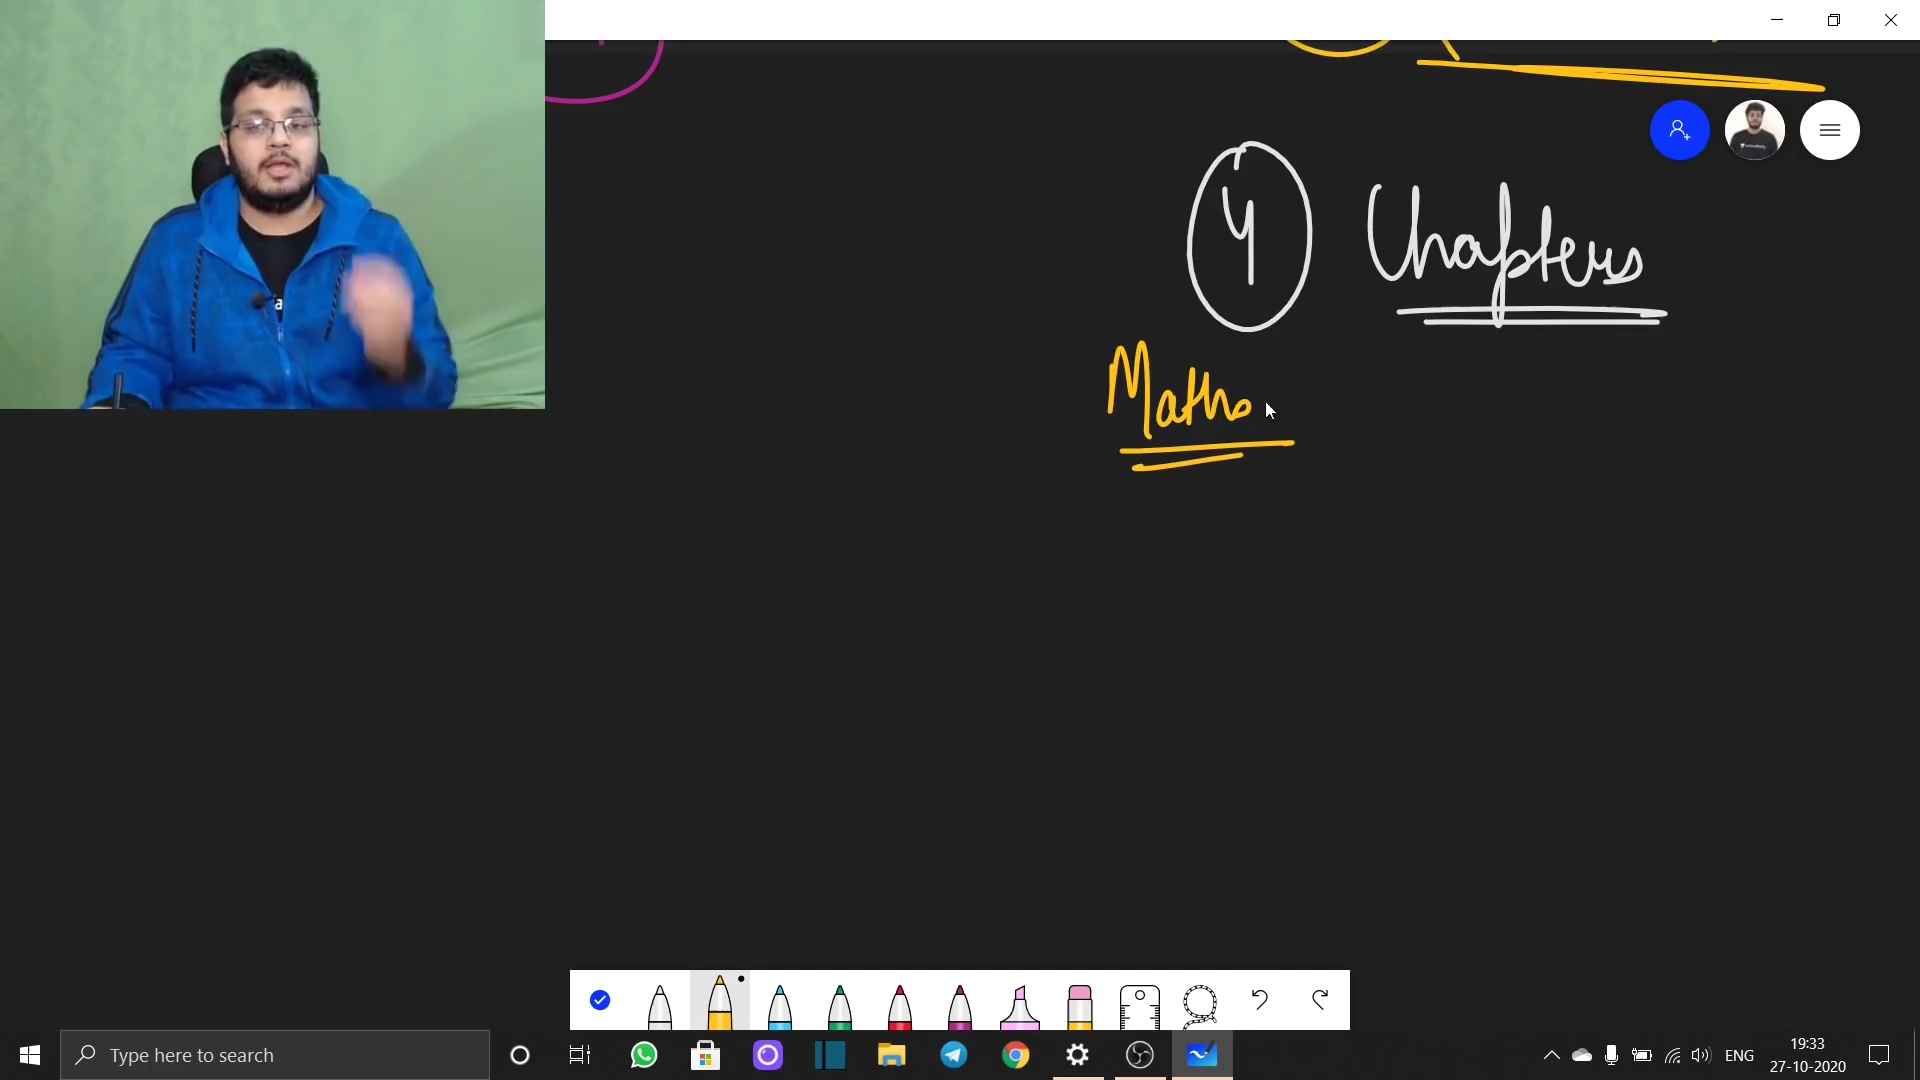 4 Chapters
Maths
Type here to search
ENG
19:33
27-10-2020